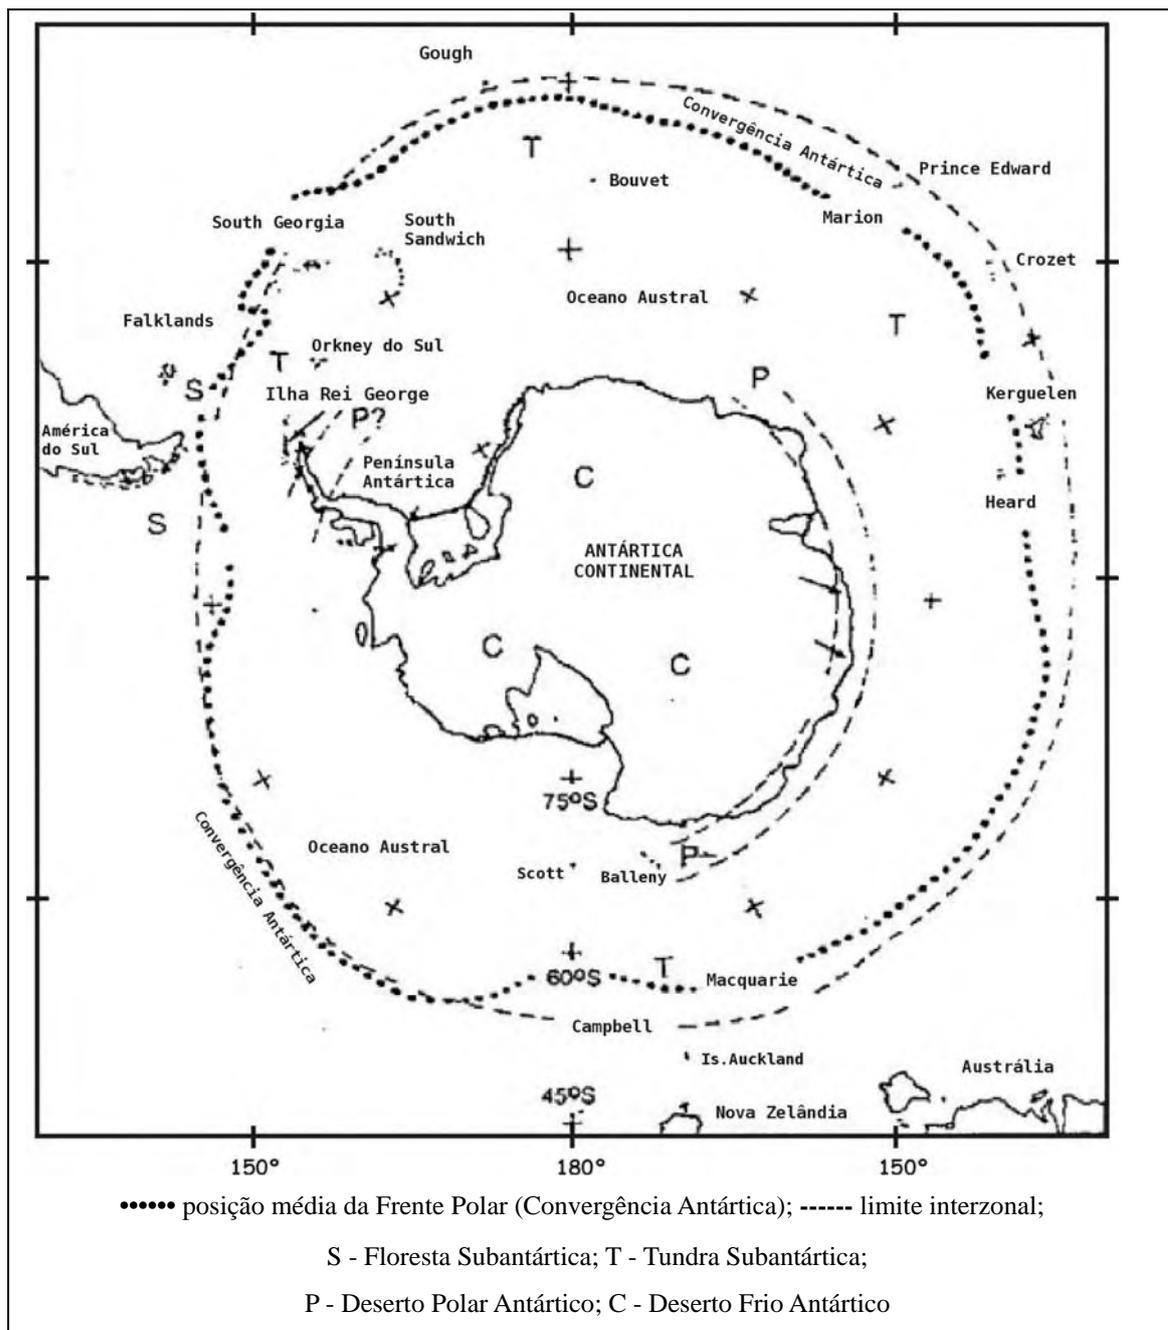 Gough
Convergência Antártica
T
Bouvet
Prince Edward
Marion
South Georgia
South
Sandwich
Crozet
Oceano Austral
Falklands
T
Orkney do Sul
T
S
Ilha Rei George
P
P?
Kerguelen
América
do Sul
Península
Antártica
C
Heard
S
ANTÁRTICA
CONTINENTAL
C
C
75ºS
Convergência Antártica
Oceano Austral
Scott
Balleny
P
60ºS
T
Macquarie
Campbell
Is.Auckland
Austrália
45ºS
Nova Zelândia
150°
180°
150°
•••••• posição média da Frente Polar (Convergência Antártica); ------ limite interzonal;
S - Floresta Subantártica; T - Tundra Subantártica;
P - Deserto Polar Antártico; C - Deserto Frio Antártico